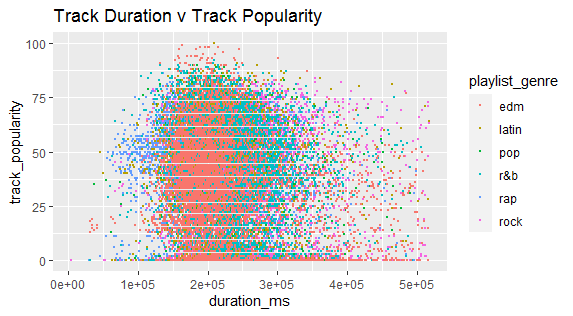 Track Duration v Track Popularity
100
75
50
25
0
track_popularity
0e+00 1e+05 2e+05 3e+05 4e+05 5e+05
duration_ms
playlist_genre
edm
latin
pop
r&b
rap
rock